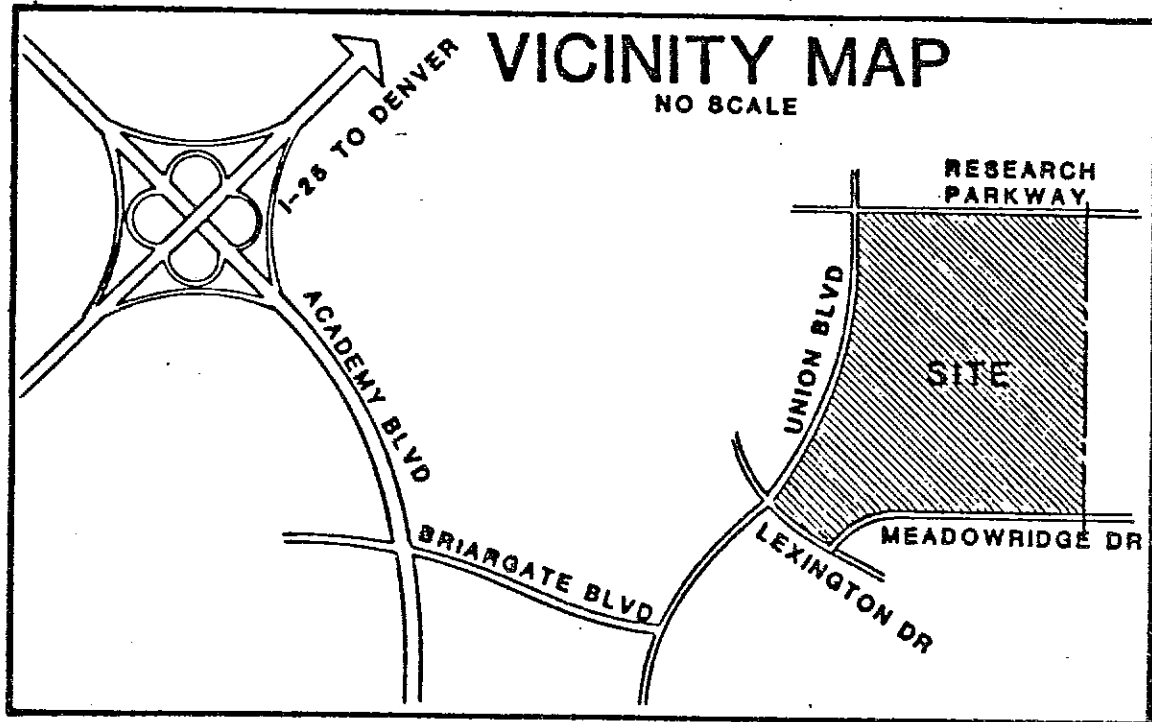 VICINITY MAP
NO SCALE
I-25 TO DENVER
RESEARCH
PARKWAY
ACADEMY BLVD
UNION BLVD
SITE
BRIARGATE BLVD
LEXINGTON DR
MEADOWRIDGE DR